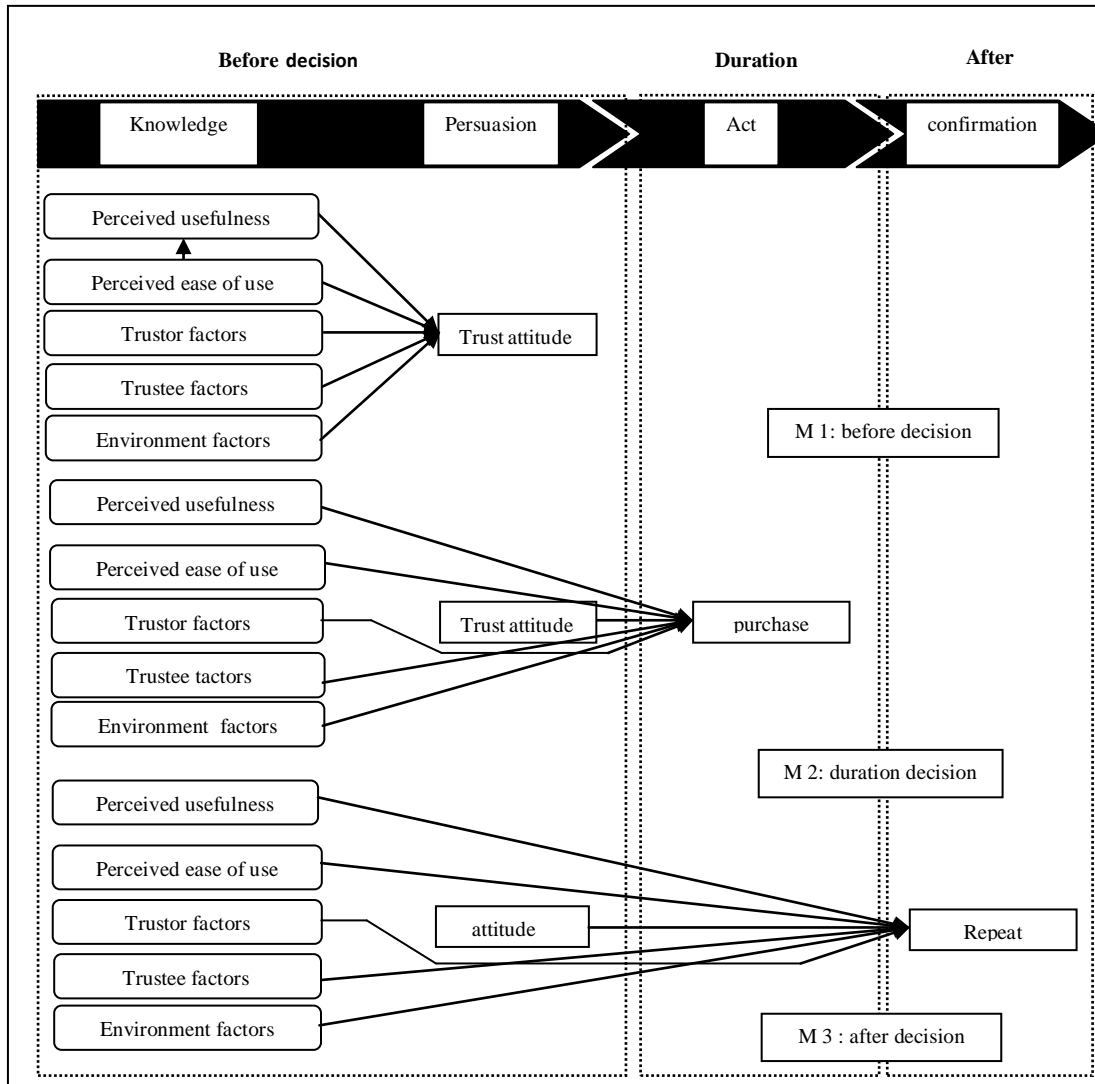 Before decision
Duration
After
Knowledge
Persuasion
Act
confirmation
Perceived usefulness
Perceived ease of use
Trustor factors
Trust attitude
Trustee factors
Environment factors
M 1: before decision
Perceived usefulness
Perceived ease of use
Trustor factors
Trust attitude
purchase
Trustee tactors
Environment factors
M 2: duration decision
Perceived usefulness
Perceived ease of use
Trustor factors
attitude
Repeat
Trustee factors
Environment factors
M 3 : after decision